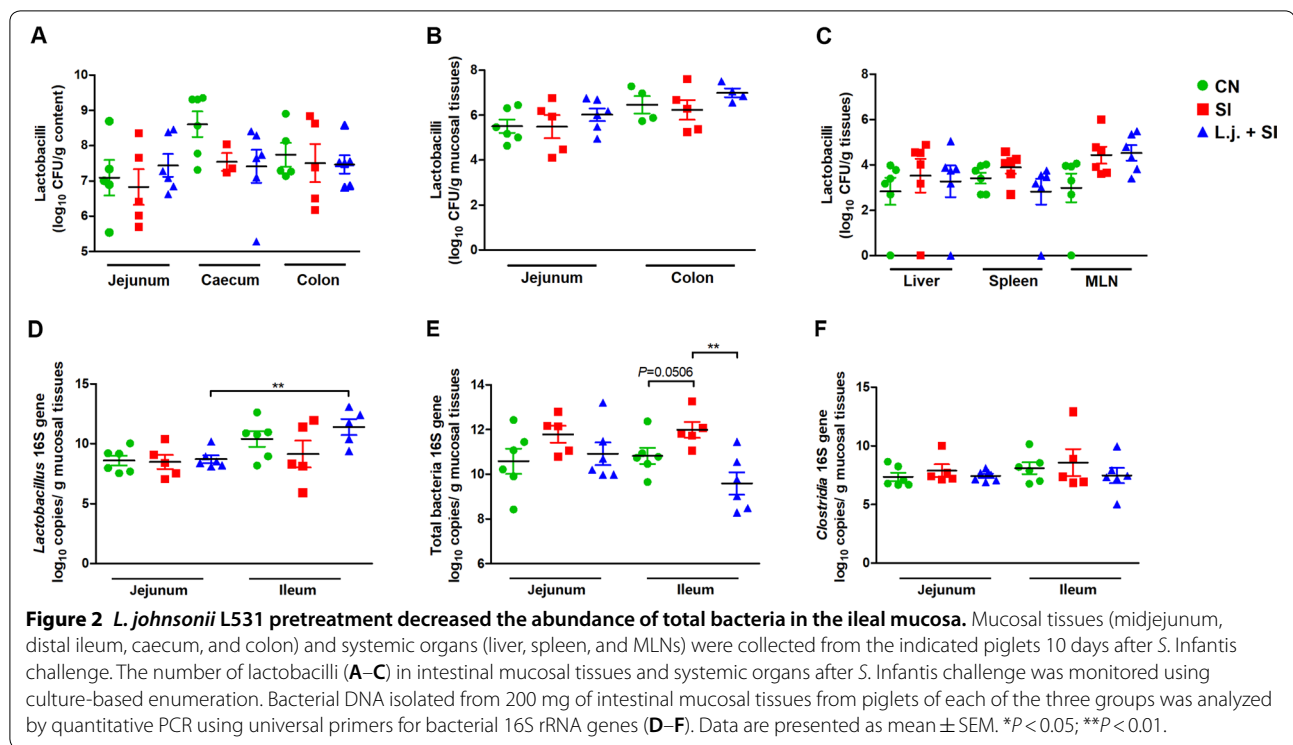 A
Lactobacilli
(log10 CFU/g content)
10
9
8
7
6
5
Jejunum Caecum Colon
B
Lactobacilli
(log10 CFU/g mucosal tissues)
8
6
4
2
0
Jejunum Colon
C
Lactobacilli
(log10 CFU/g tissues)
8
6
4
2
0
Liver Spleen MLN
CN
SI
L.j. + SI
D
Lactobacillus 16S gene
log10 copies/ g mucosal tissues
15
10
5
0
**
Jejunum Ileum
E
Total bacteria 16S gene
log10 copies/ g mucosal tissues
14
12
10
8
6
P=0.0506
**
Jejunum Ileum
F
Clostridia 16S gene
log10 copies/ g mucosal tissues
15
10
5
0
Jejunum Ileum
Figure 2 L. johnsonii L531 pretreatment decreased the abundance of total bacteria in the ileal mucosa. Mucosal tissues (midjejunum,
distal ileum, caecum, and colon) and systemic organs (liver, spleen, and MLNs) were collected from the indicated piglets 10 days after S. Infantis
challenge. The number of lactobacilli (A–C) in intestinal mucosal tissues and systemic organs after S. Infantis challenge was monitored using
culture-based enumeration. Bacterial DNA isolated from 200 mg of intestinal mucosal tissues from piglets of each of the three groups was analyzed
by quantitative PCR using universal primers for bacterial 16S rRNA genes (D–F). Data are presented as mean ± SEM. *P < 0.05; **P < 0.01.